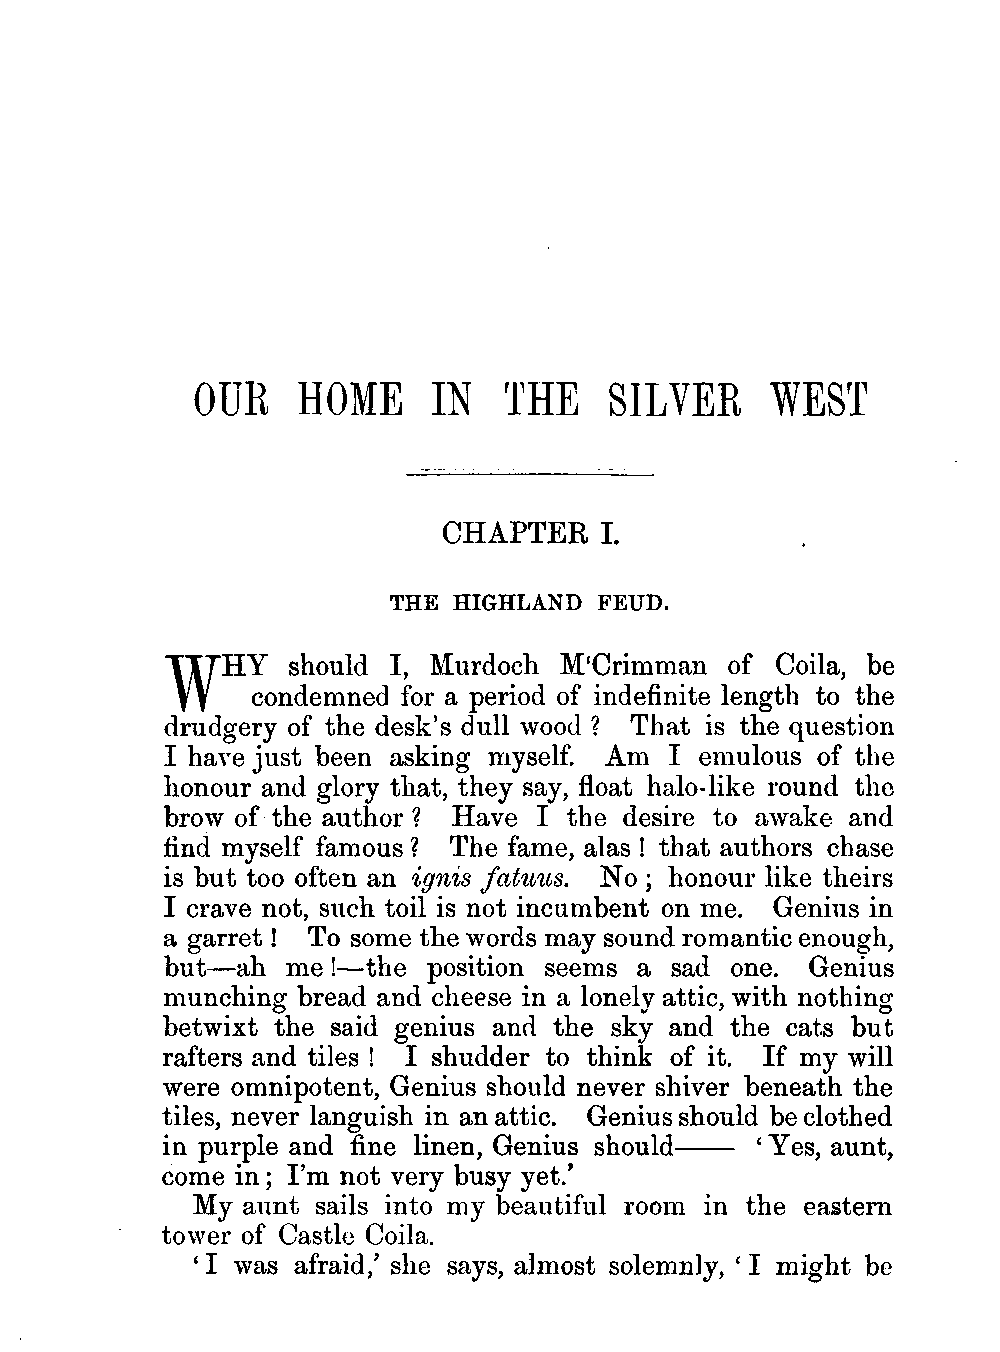 OUR HOME IN THE SILVER WEST
CHAPTER I.
THE HIGHLAND FEUD.
WHY should I, Murdoch M‘Crimman of Coila, be
condemned for a period of indefinite length to the
drudgery of the desk's dull wood? That is the question
I have just been asking myself. Am I emulous of the
honour and glory that, they say, float halo-like round the
brow of the author? Have I the desire to awake and
find myself famous? The fame, alas! that authors chase
is but too often an ignis fatuus. No; honour like theirs
I crave not, such toil is not incumbent on me. Genius in
a garret! To some the words may sound romantic enough,
but—ah me!—the position seems a sad one. Genius
munching bread and cheese in a lonely attic, with nothing
betwixt the said genius and the sky and the cats but
rafters and tiles! I shudder to think of it. If my will
were omnipotent, Genius should never shiver beneath the
tiles, never languish in an attic. Genius should be clothed
in purple and fine linen, Genius should—— ‘Yes, aunt,
come in; I'm not very busy yet.’
My aunt sails into my beautiful room in the eastern
tower of Castle Coila.
‘I was afraid,’ she says, almost solemnly, ‘I might be